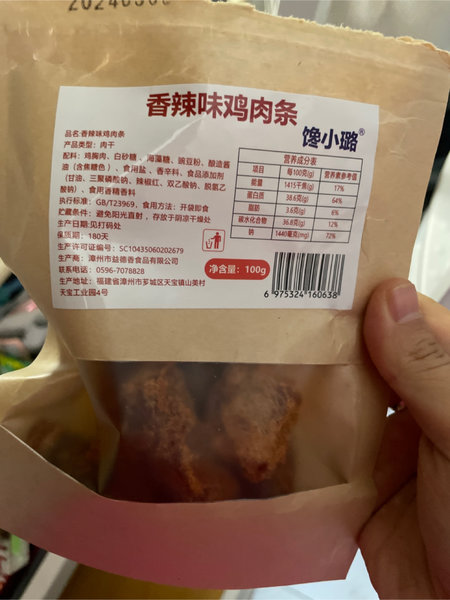 香辣味鸡肉条
馋小璐®
品名:香辣味鸡肉条
产品类型: 肉干
配料: 鸡胸肉、白砂糖、海藻糖、豌豆粉、酿造酱
油（含焦糖色）、食用盐、香辛料、食品添加剂
(甘油、三聚磷酸钠、辣椒红、双乙酸钠、脱氢乙
酸钠）、食用香精香料
执行标准: GB/T23969、食用方法: 开袋即食
贮藏条件: 避免阳光直射, 存放于阴凉干燥处
生产日期:见打码处
保质期: 180天
生产许可证编号: SC10435060202679
生产商: 漳州市益德香食品有限公司
联系电话: 0596-7078828
生产地址: 福建省漳州市芗城区天宝镇山美村
天宝工业园4号
营养成分表
项目 每100克(g) 营养素参考值
能量 1415千焦(g) 17%
蛋白质 38.6克(g) 64%
脂肪 3.6克(g) 6%
碳水化合物 36.8克(g) 12%
钠 1440毫克(mg) 72%
净含量: 100g
6 975324 160638